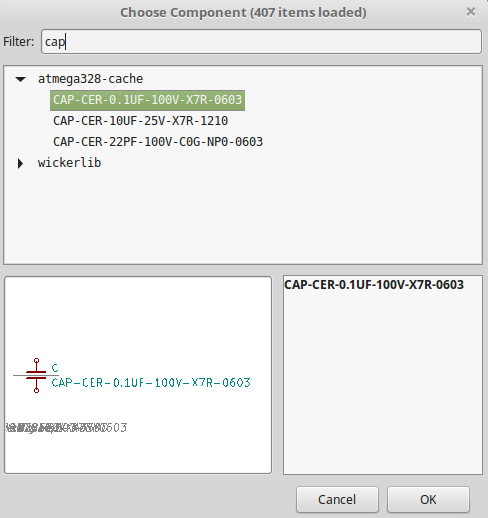 Choose Component (407 items loaded)
Filter: cap
atmega328-cache
CAP-CER-0.1UF-100V-X7R-0603
CAP-CER-10UF-25V-X7R-1210
CAP-CER-22PF-100V-C0G-NP0-0603
wickerlib
CAP-CER-0.1UF-100V-X7R-0603
C
CAP-CER-0.1UF-100V-X7R-0603
Cancel OK